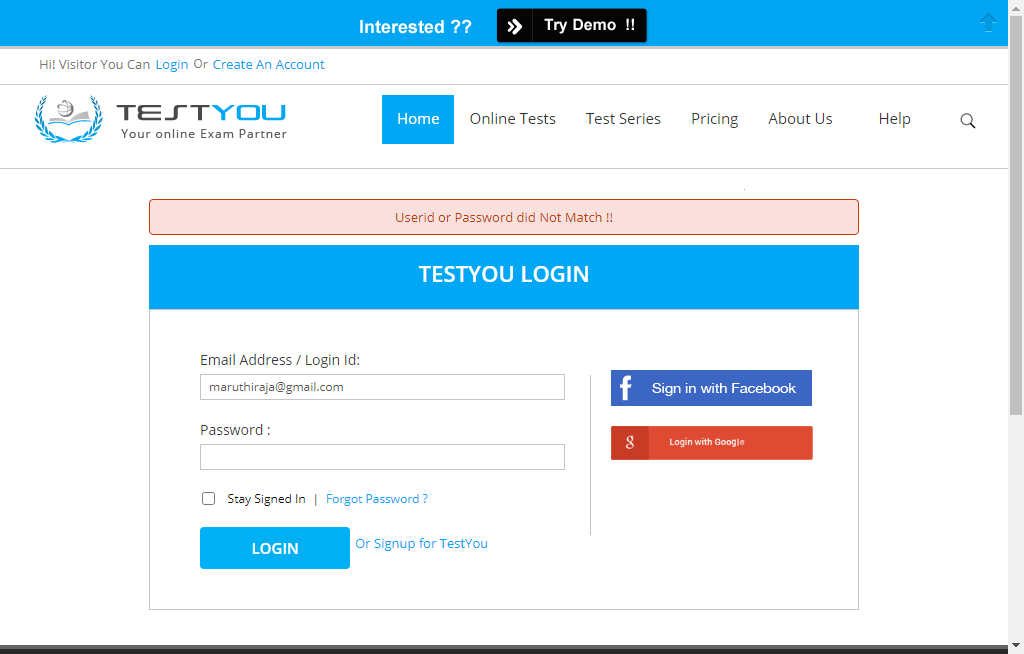 Interested ?? Try Demo !!
Hi! Visitor You Can Login Or Create An Account
TESTYOU
Your online Exam Partner
Home Online Tests Test Series Pricing About Us Help
Userid or Password did Not Match !!
TESTYOU LOGIN
Email Address / Login Id:
maruthiraja@gmail.com
Sign in with Facebook
Password :
g Login with Google
Stay Signed In | Forgot Password ?
LOGIN Or Signup for TestYou